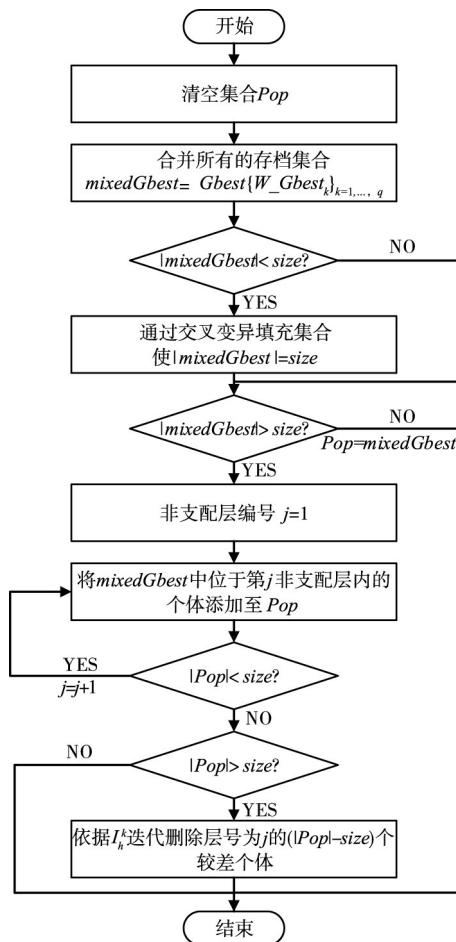 开始
清空集合Pop
合并所有的存档集合
mixedGbest= Gbest{W_Gbest_k}_{k=1,..., q}
|mixedGbest|< size?
NO
YES
通过交叉变异填充集合
使|mixedGbest|=size
|mixedGbest|> size?
NO
Pop=mixedGbest
YES
非支配层编号 j=1
将mixedGbest中位于第j非支配层内的
个体添加至Pop
YES
j=j+1
|Pop|< size?
NO
NO
|Pop|> size?
YES
依据I_h^k迭代删除层号为j的(|Pop|-size)个
较差个体
结束